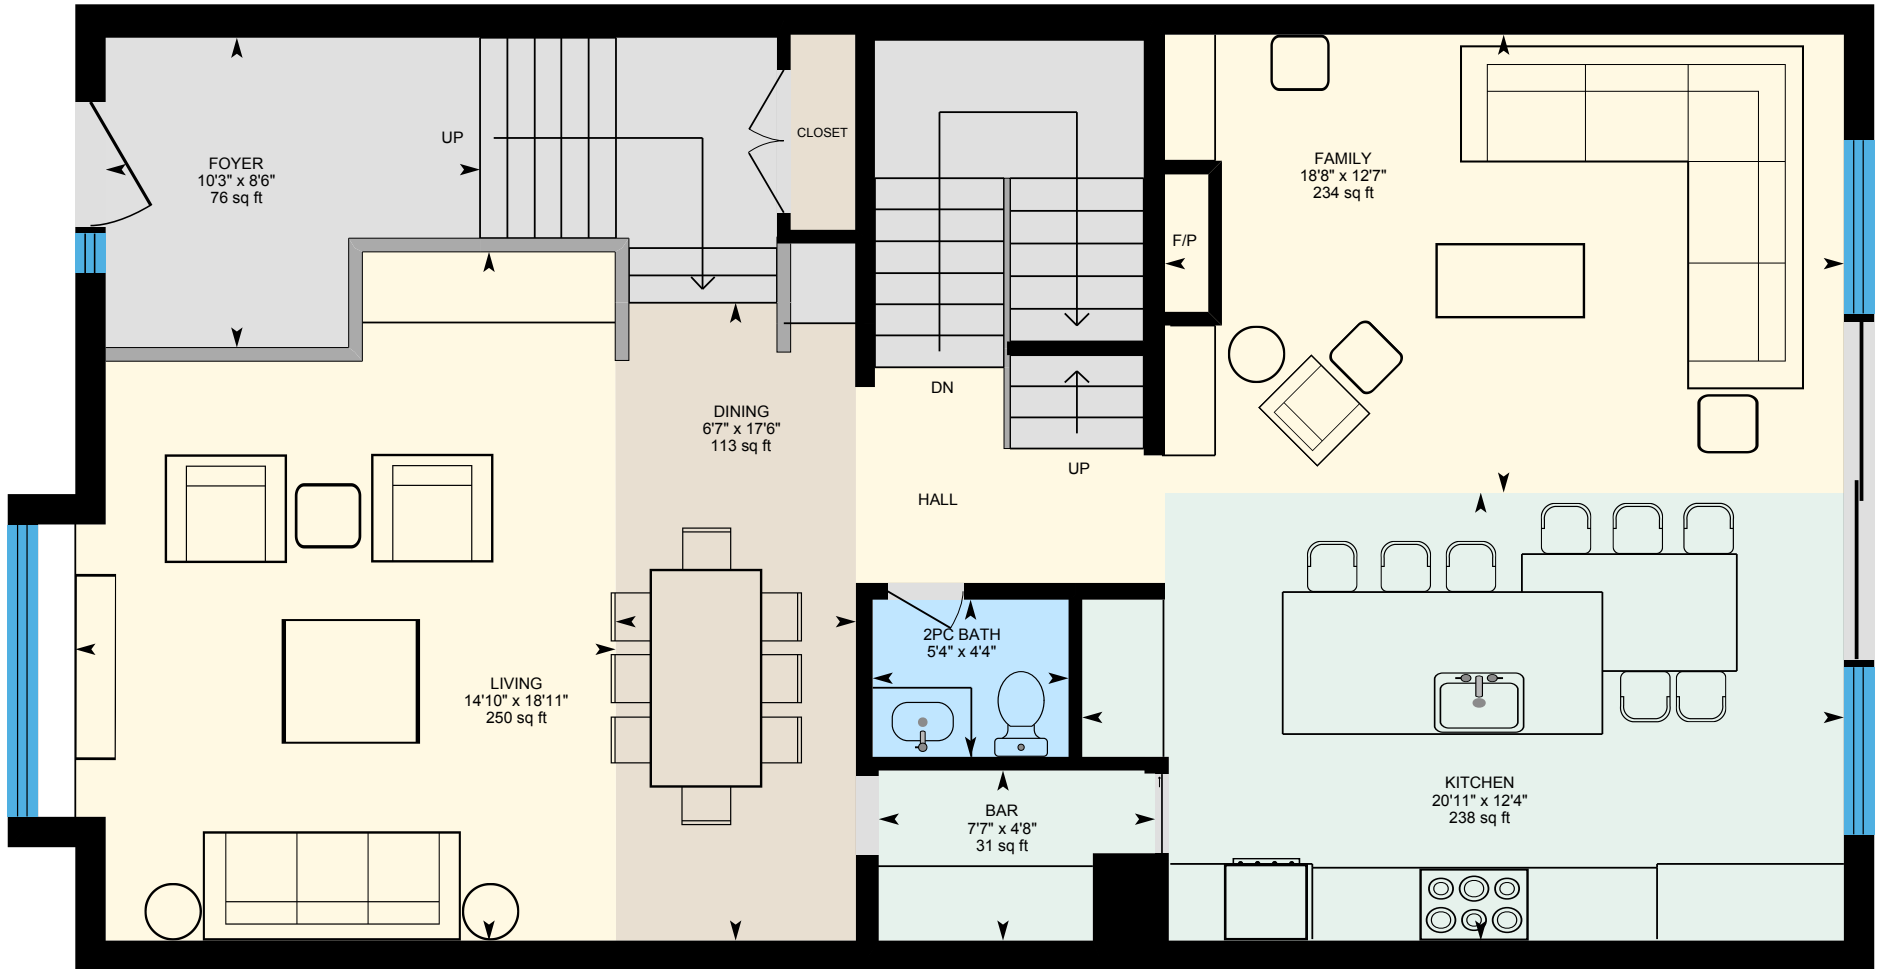 UP
CLOSET
FOYER
10'3" x 8'6"
76 sq ft
FAMILY
18'8" x 12'7"
234 sq ft
F/P
DN
DINING
6'7" x 17'6"
113 sq ft
UP
HALL
2PC BATH
5'4" x 4'4"
LIVING
14'10" x 18'11"
250 sq ft
BAR
7'7" x 4'8"
31 sq ft
KITCHEN
20'11" x 12'4"
238 sq ft